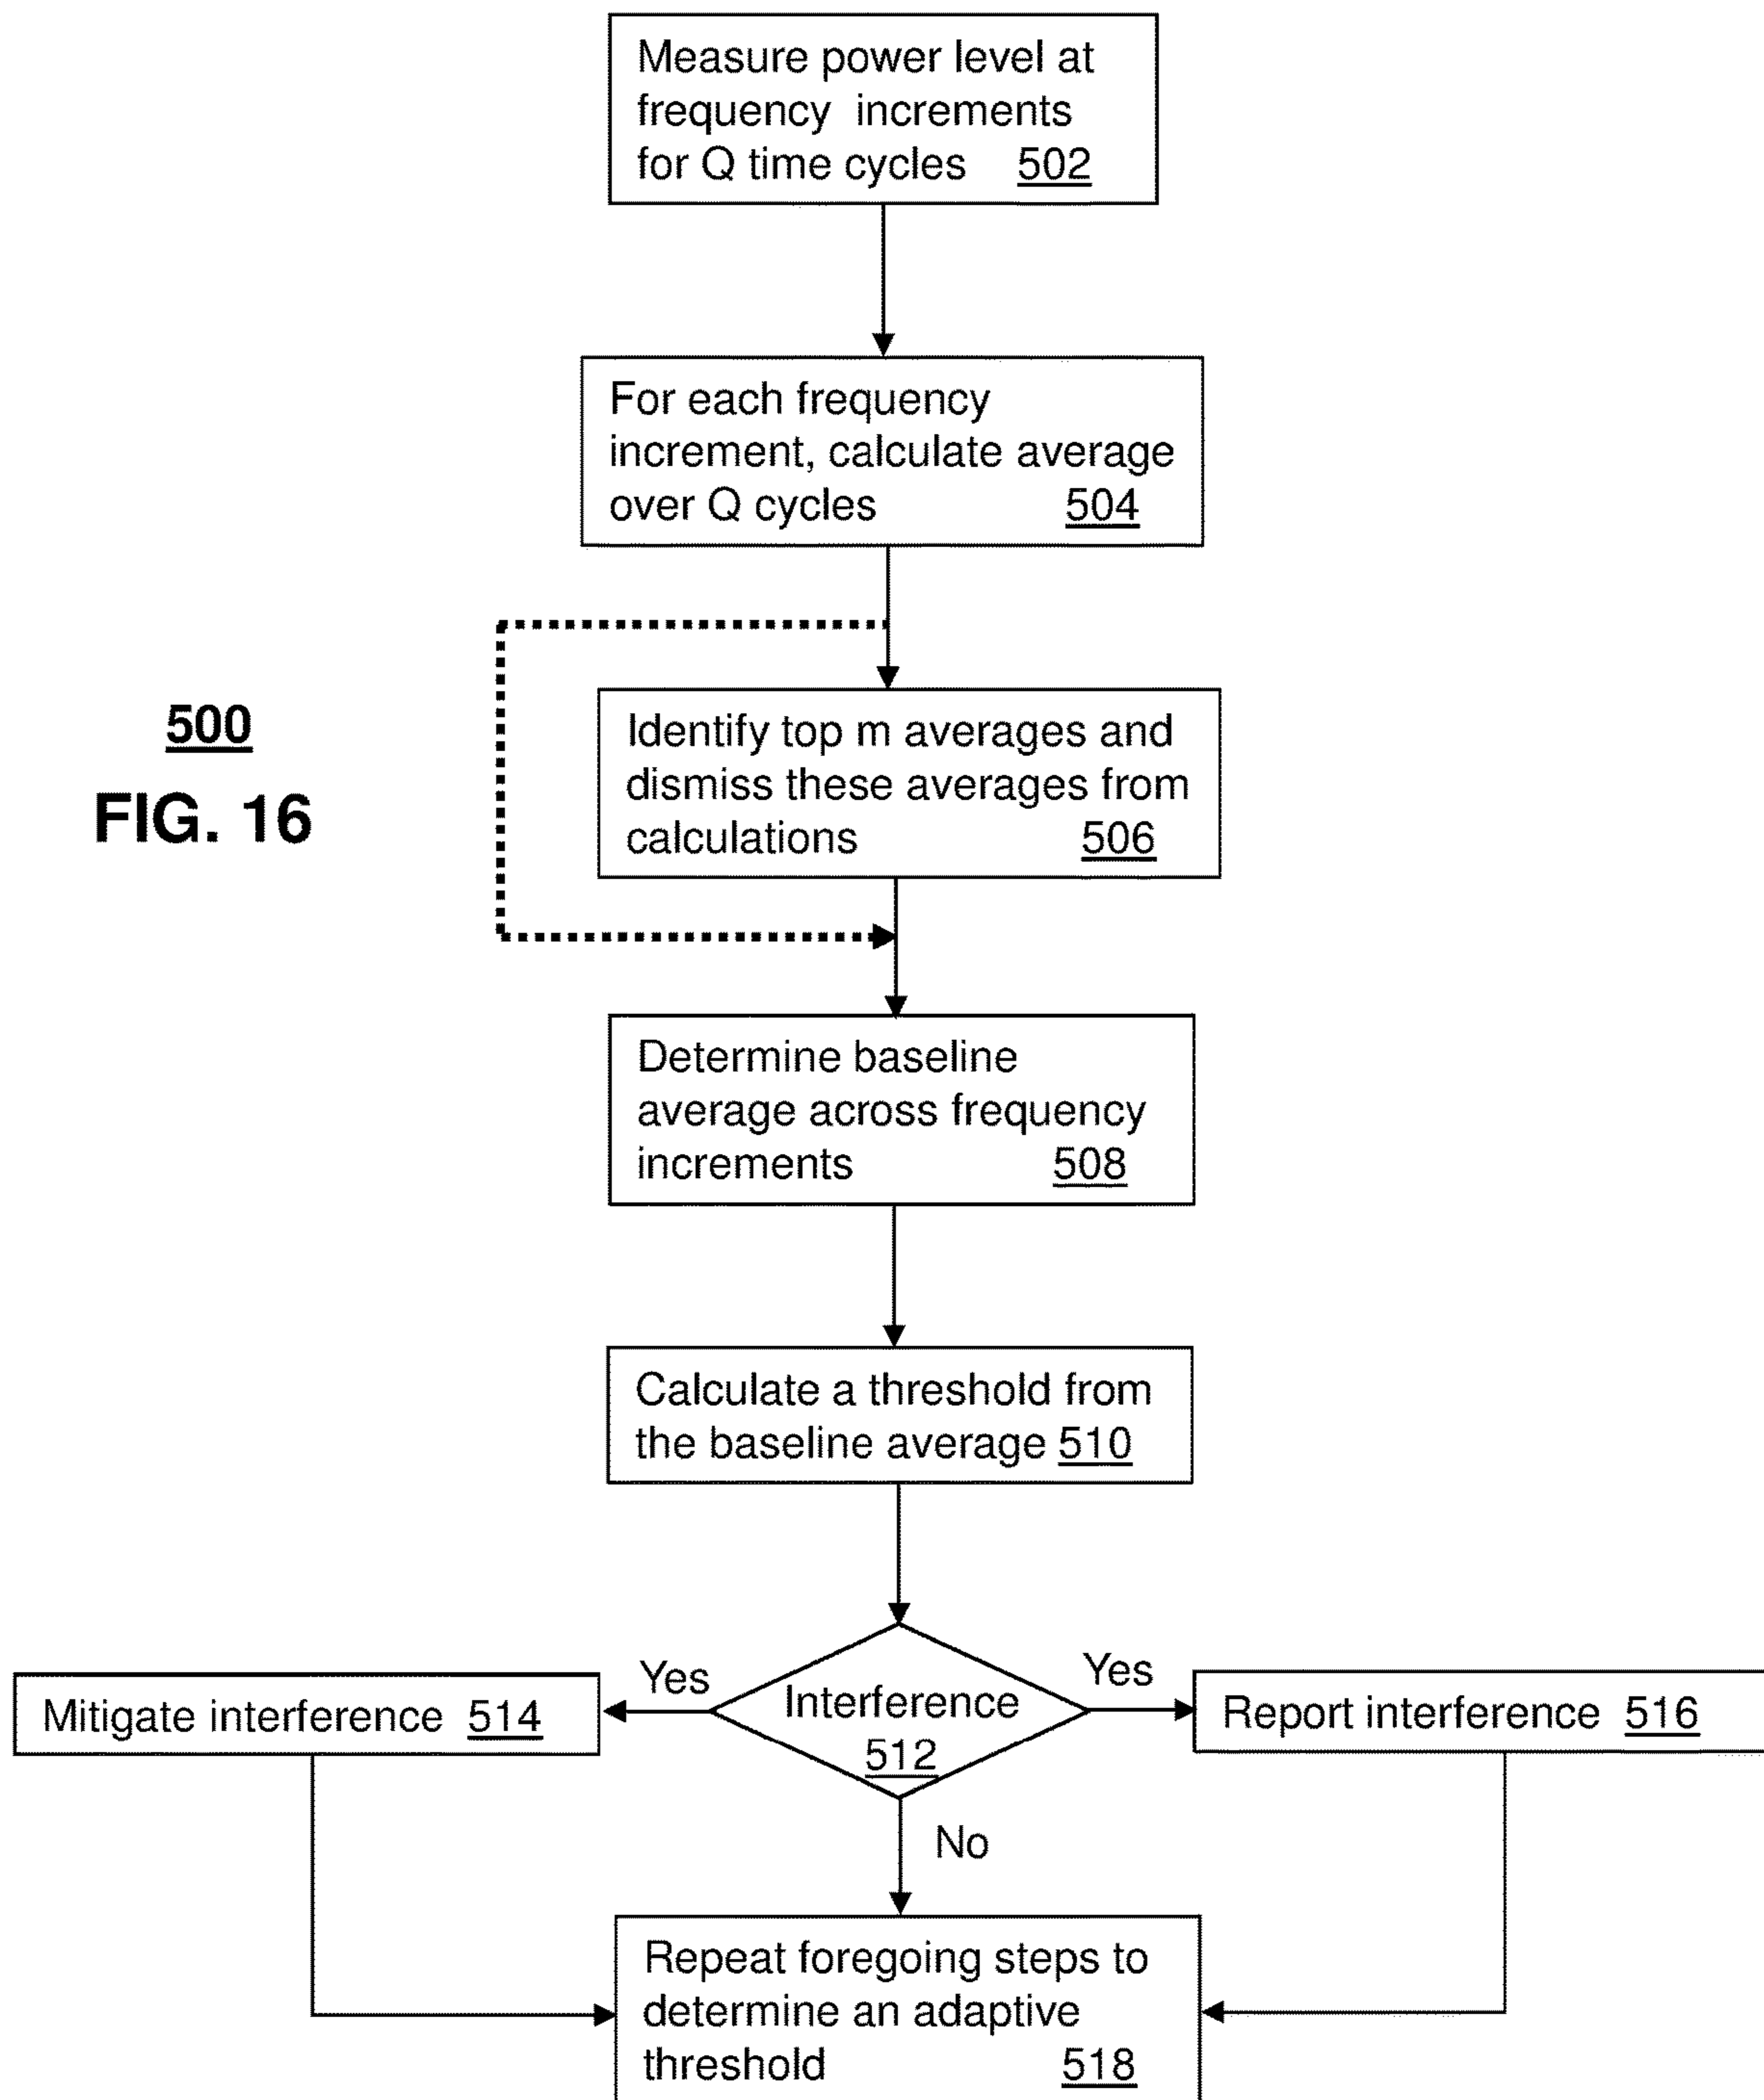 Measure power level at
frequency increments
for Q time cycles 502
For each frequency
increment, calculate average
over Q cycles 504
500
FIG. 16
Identify top m averages and
dismiss these averages from
calculations 506
Determine baseline
average across frequency
increments 508
Calculate a threshold from
the baseline average 510
Yes
Yes
Mitigate interference 514
Interference
512
Report interference 516
No
Repeat foregoing steps to
determine an adaptive
threshold 518